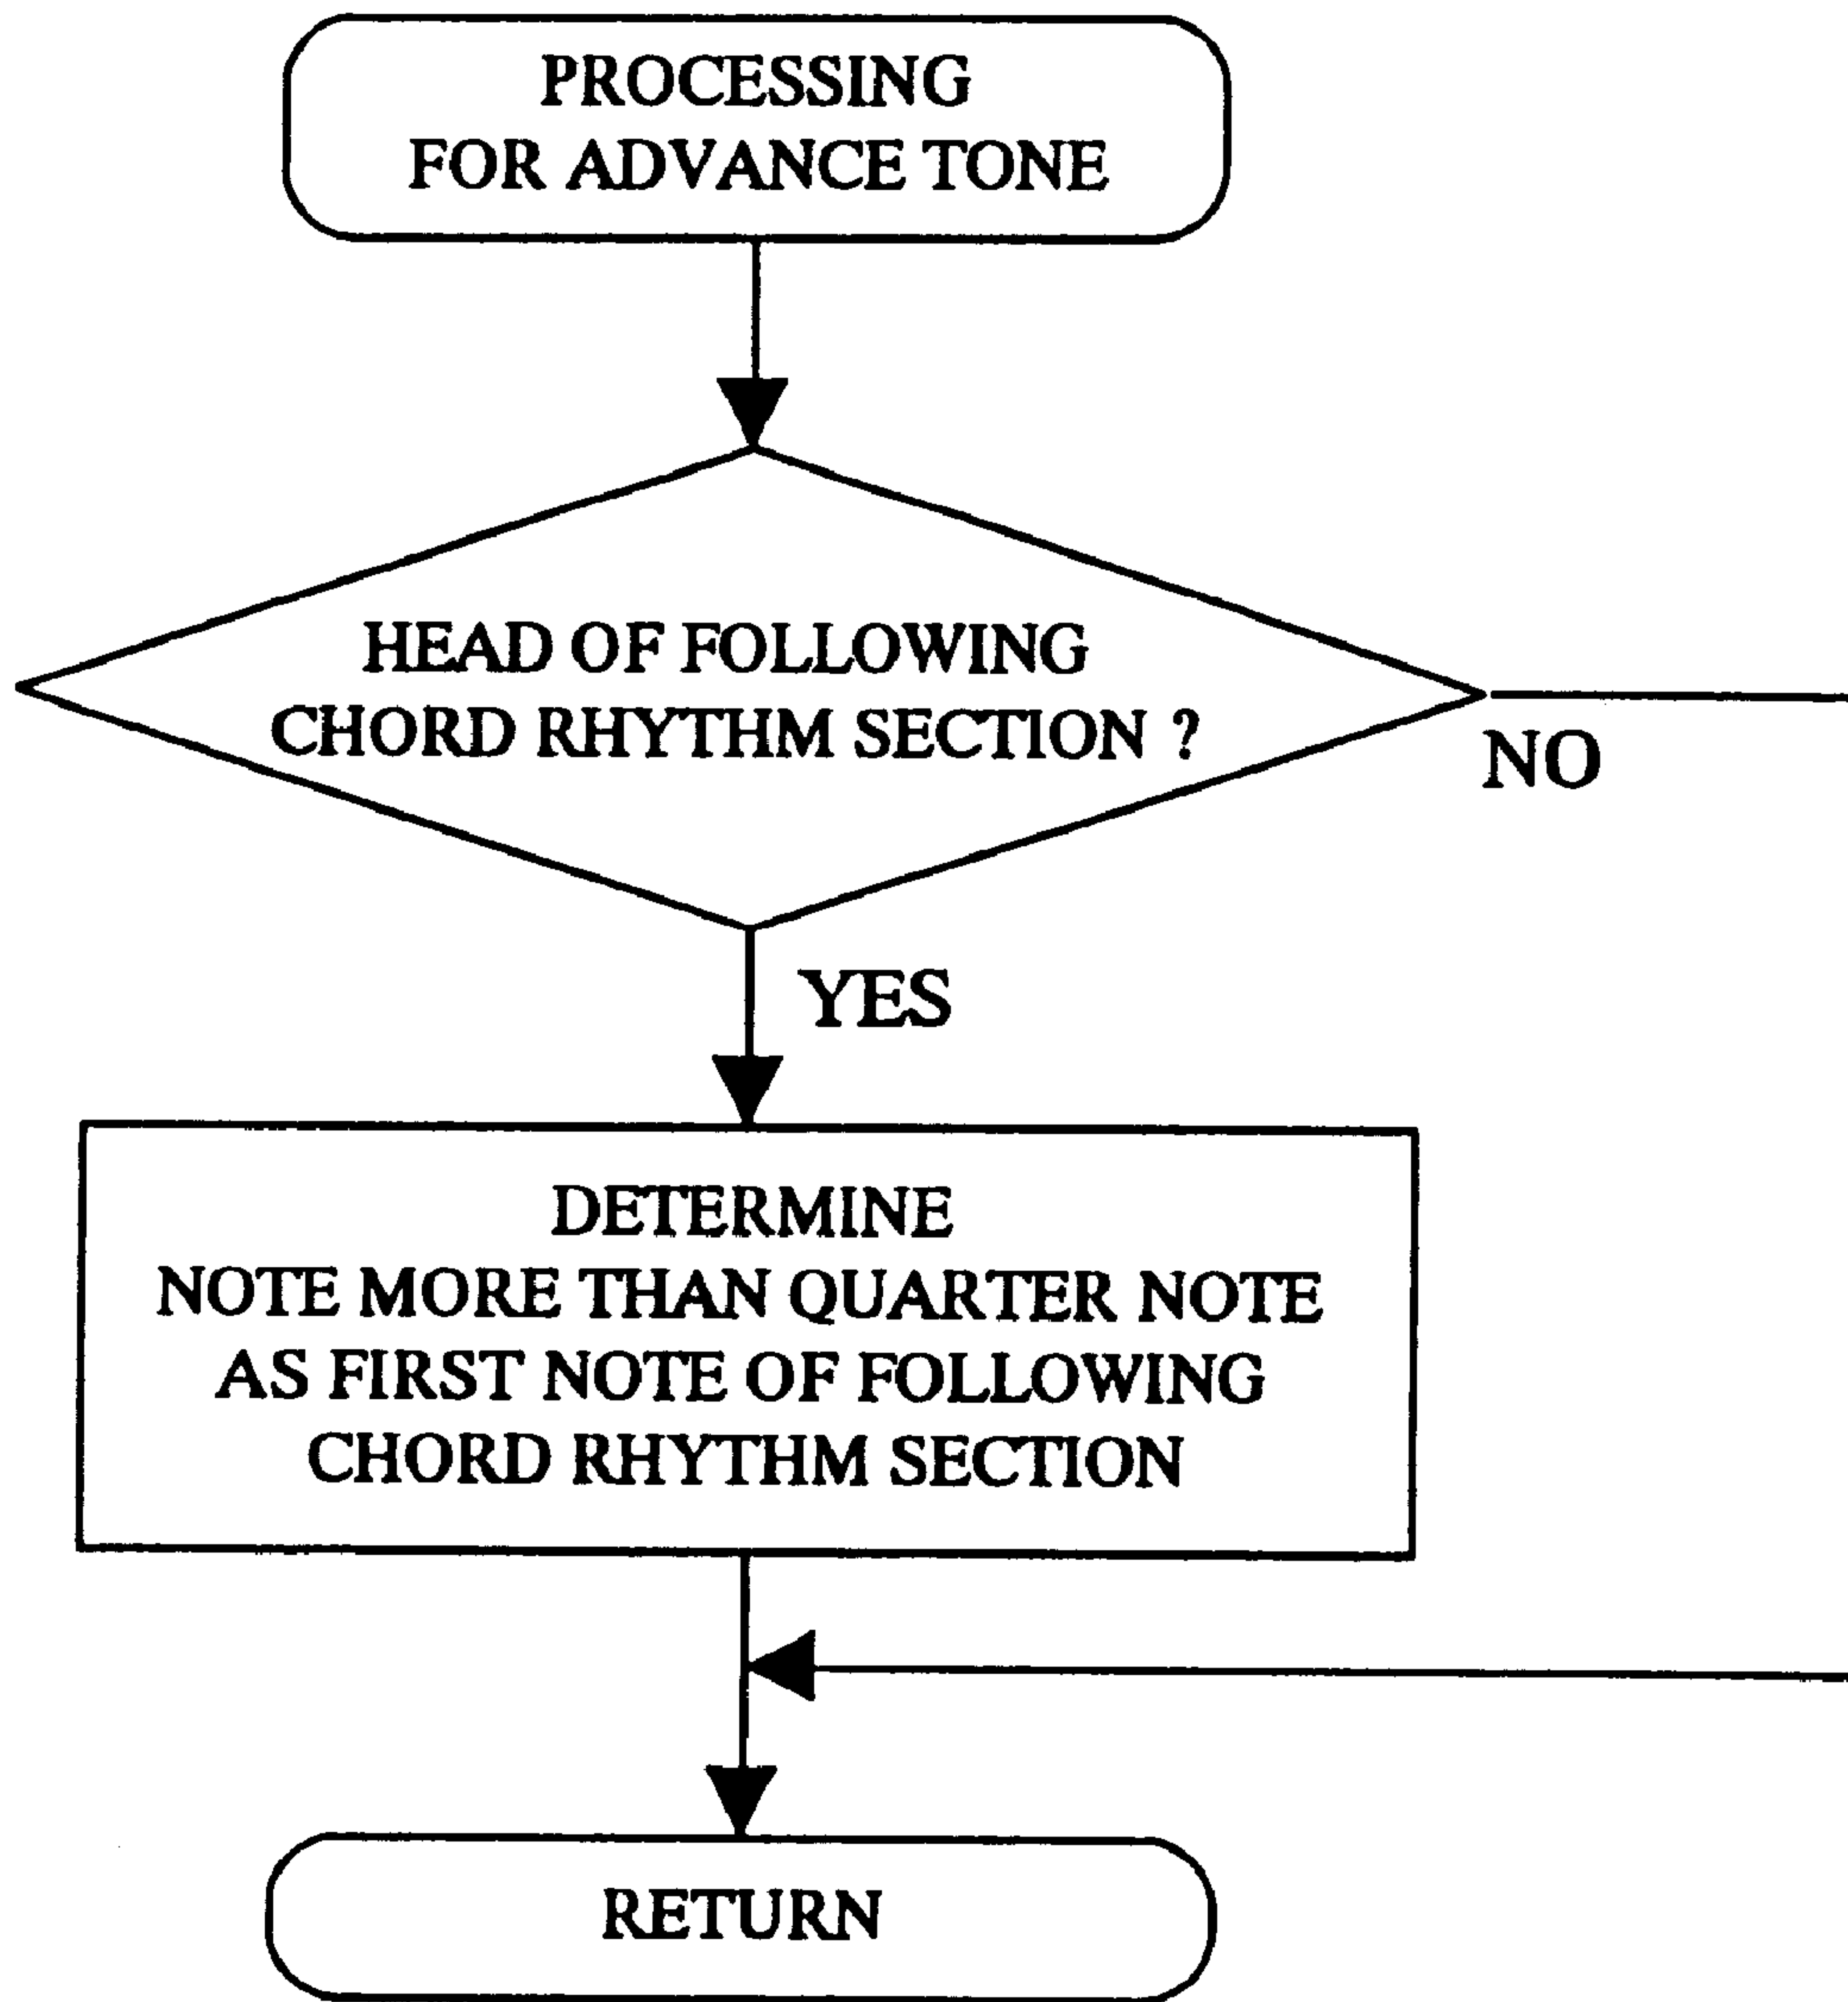 PROCESSING
FOR ADVANCE TONE
HEAD OF FOLLOWING
CHORD RHYTHM SECTION ?
NO
YES
DETERMINE
NOTE MORE THAN QUARTER NOTE
AS FIRST NOTE OF FOLLOWING
CHORD RHYTHM SECTION
RETURN